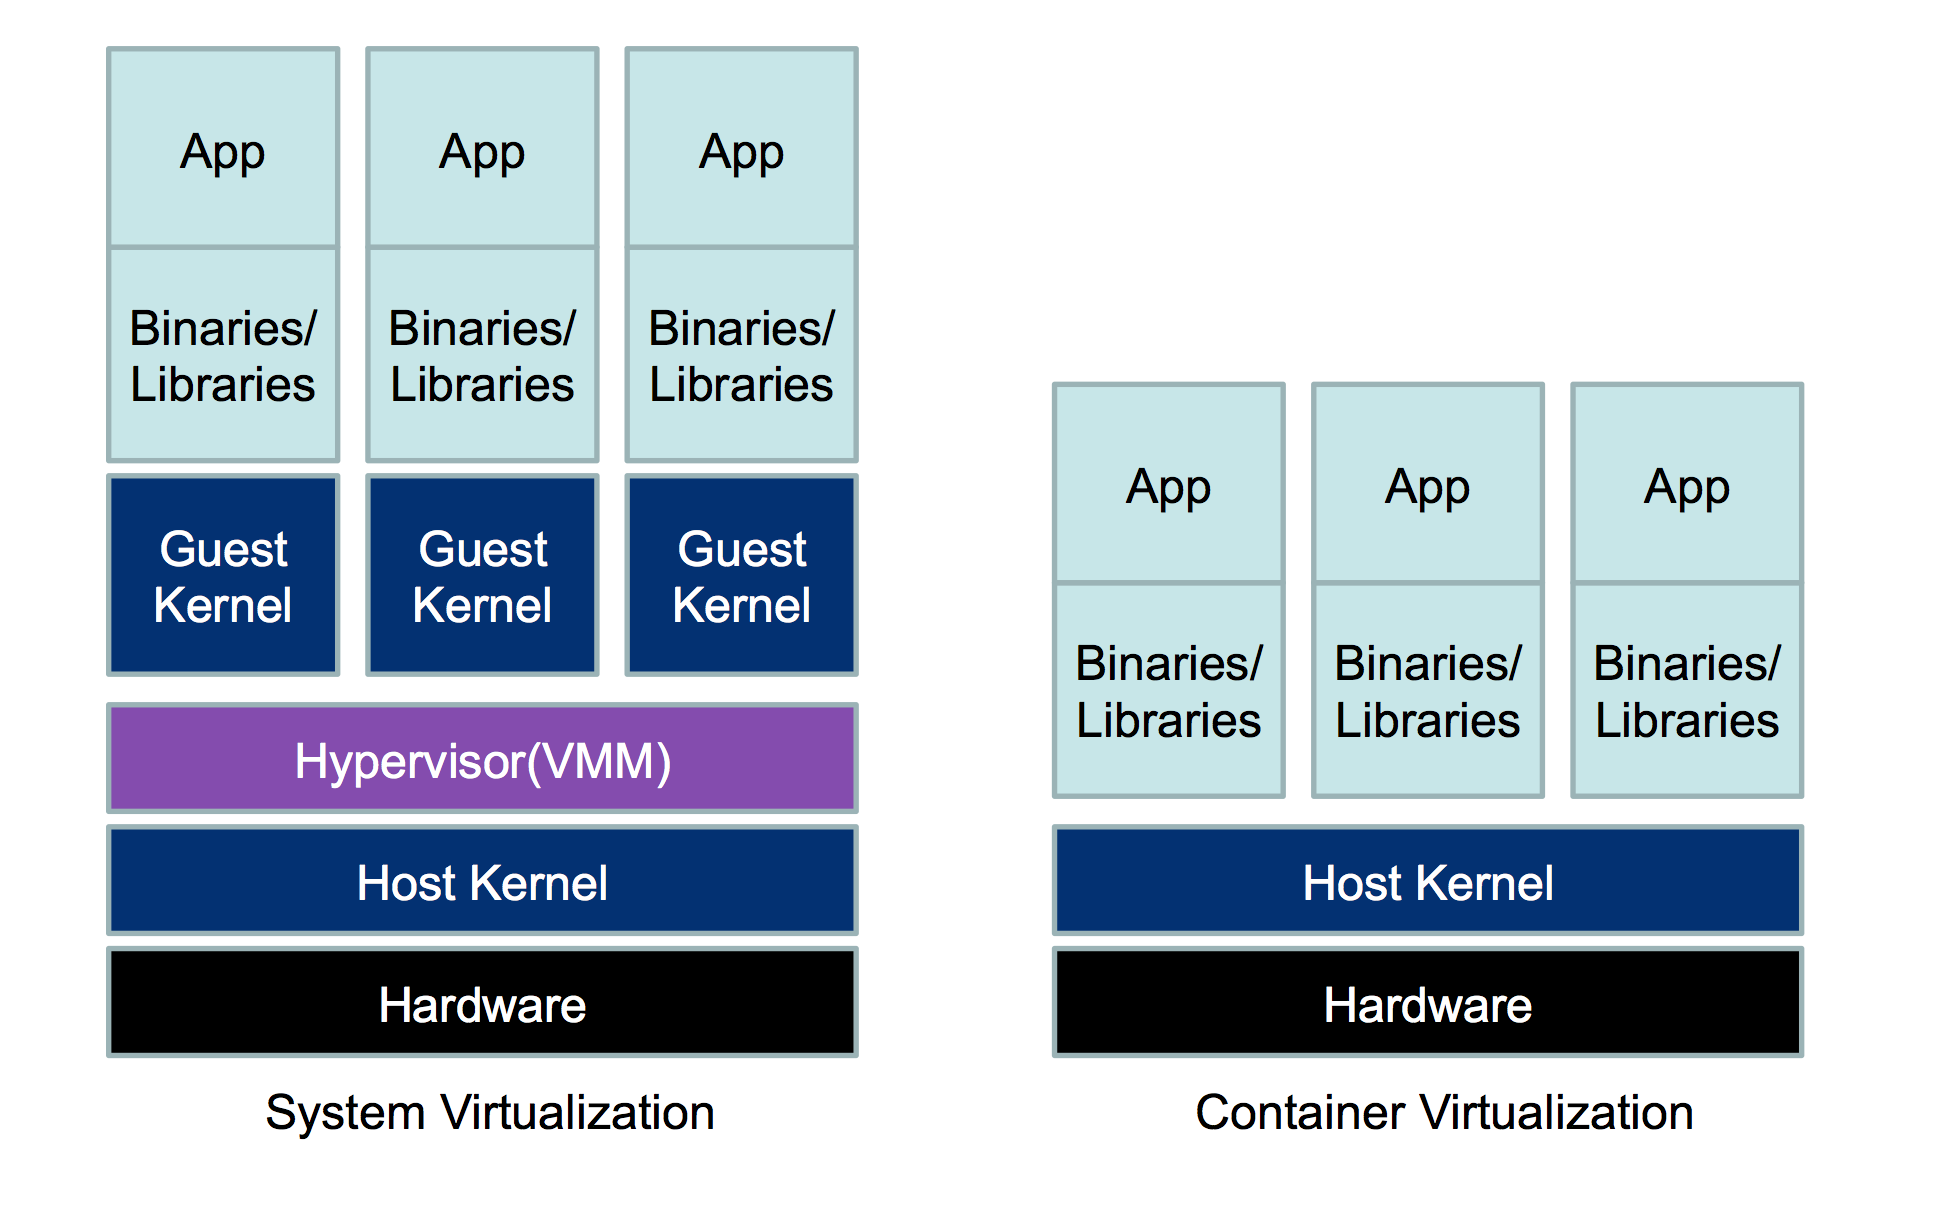 App
App
App
Binaries/
Libraries
Binaries/
Libraries
Binaries/
Libraries
Guest
Kernel
Guest
Kernel
Guest
Kernel
Hypervisor(VMM)
Host Kernel
Hardware
System Virtualization
App
App
App
Binaries/
Libraries
Binaries/
Libraries
Binaries/
Libraries
Host Kernel
Hardware
Container Virtualization